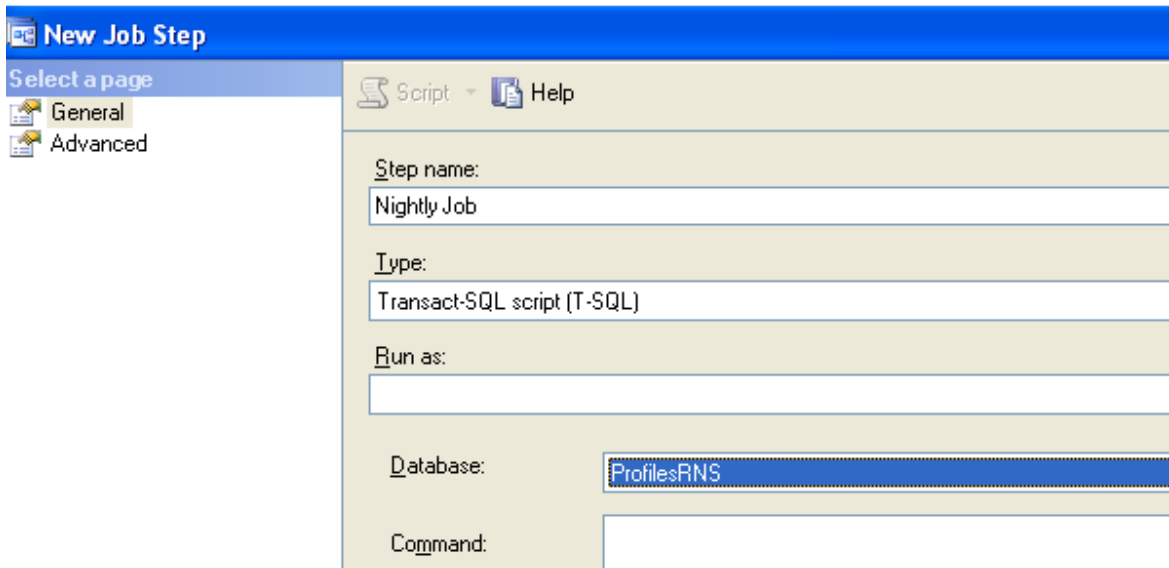 New Job Step
Select a page
General
Advanced
Script
Help
Step name:
Nightly Job
Type:
Transact-SQL script (T-SQL)
Run as:
Database:
ProfilesRNS
Command: